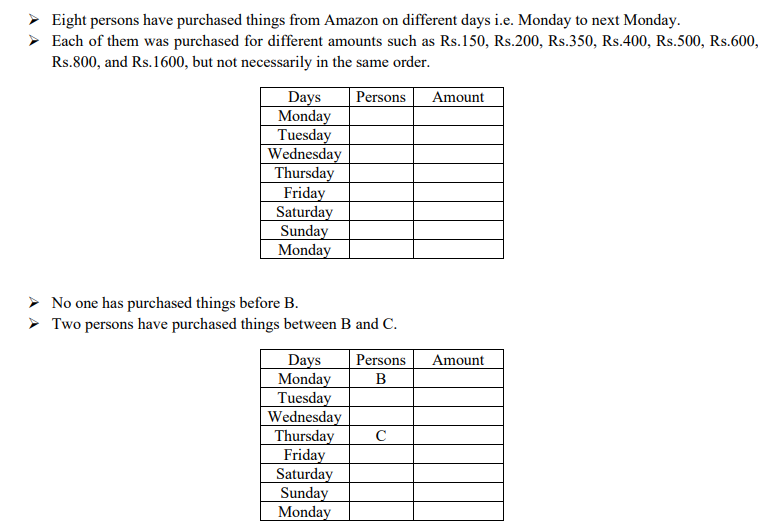 ➢ Eight persons have purchased things from Amazon on different days i.e. Monday to next Monday.
➢ Each of them was purchased for different amounts such as Rs.150, Rs.200, Rs.350, Rs.400, Rs.500, Rs.600,
Rs.800, and Rs.1600, but not necessarily in the same order.
Days Persons Amount
Monday
Tuesday
Wednesday
Thursday
Friday
Saturday
Sunday
Monday
➢ No one has purchased things before B.
➢ Two persons have purchased things between B and C.
Days Persons Amount
Monday B
Tuesday
Wednesday
Thursday C
Friday
Saturday
Sunday
Monday